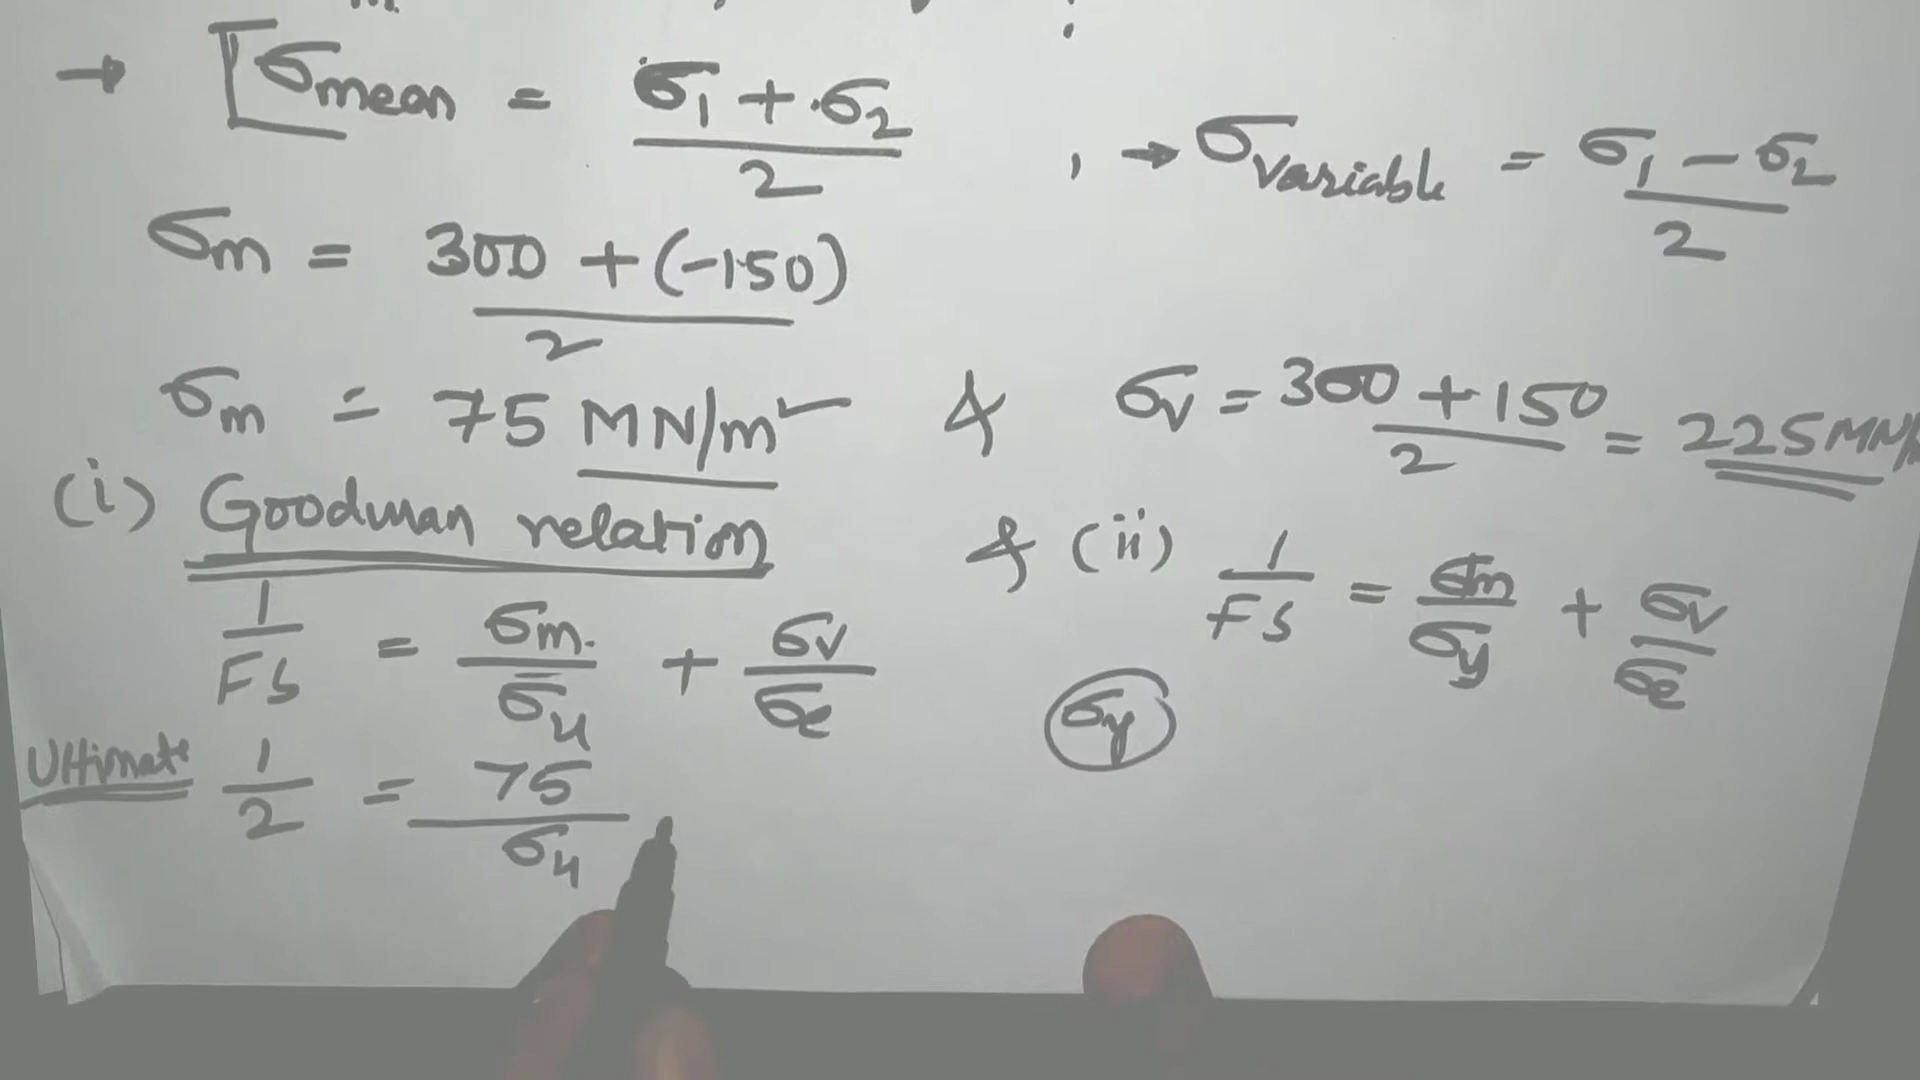 → [σmean = σ1 + σ2 / 2 , → σvariable = σ1 - σ2 / 2
σm = 300 + (-150) / 2
σm = 75 MN/m² & σv = 300 + 150 / 2 = 225 MN/
(i) Goodman relation & (ii) 1/FS = σm/σy + σv/σe
1/FS = σm/σu + σv/σe σy
Ultimate 1/2 = 75/σu